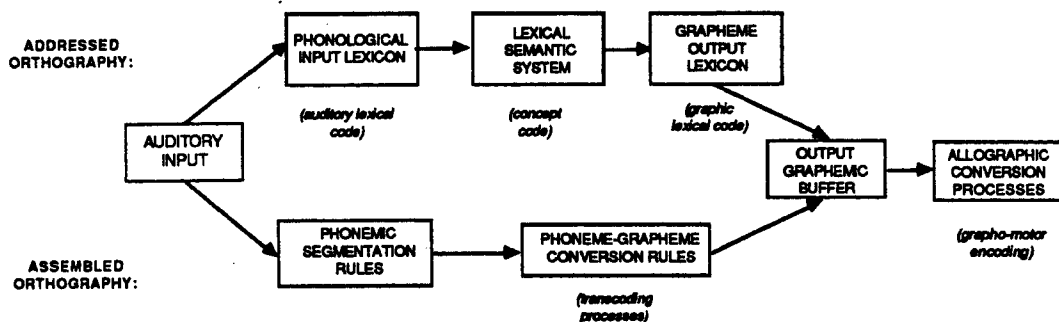 ADDRESSED
ORTHOGRAPHY:
PHONOLOGICAL
INPUT LEXICON
(auditory lexical
code)
LEXICAL
SEMANTIC
SYSTEM
(concept
code)
GRAPHEME
OUTPUT
LEXICON
(graphic
lexical code)
AUDITORY
INPUT
OUTPUT
GRAPHEMIC
BUFFER
ALLOGRAPHIC
CONVERSION
PROCESSES
(grapho-motor
encoding)
ASSEMBLED
ORTHOGRAPHY:
PHONEMIC
SEGMENTATION
RULES
PHONEME-GRAPHEME
CONVERSION RULES
(transcoding
processes)